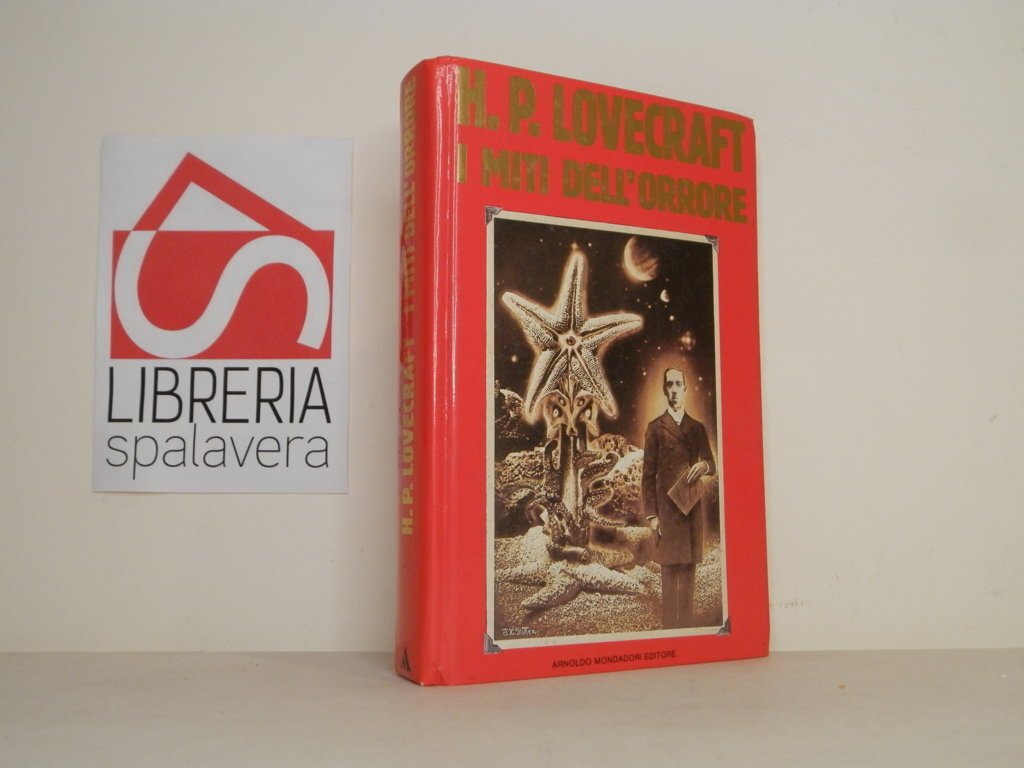 LIBRERIA
spalavera
H. P. LOVECRAFT I MITI DELL'ORRORE
H. P. LOVECRAFT
I MITI DELL'ORRORE
ARNOLDO MONDADORI EDITORE